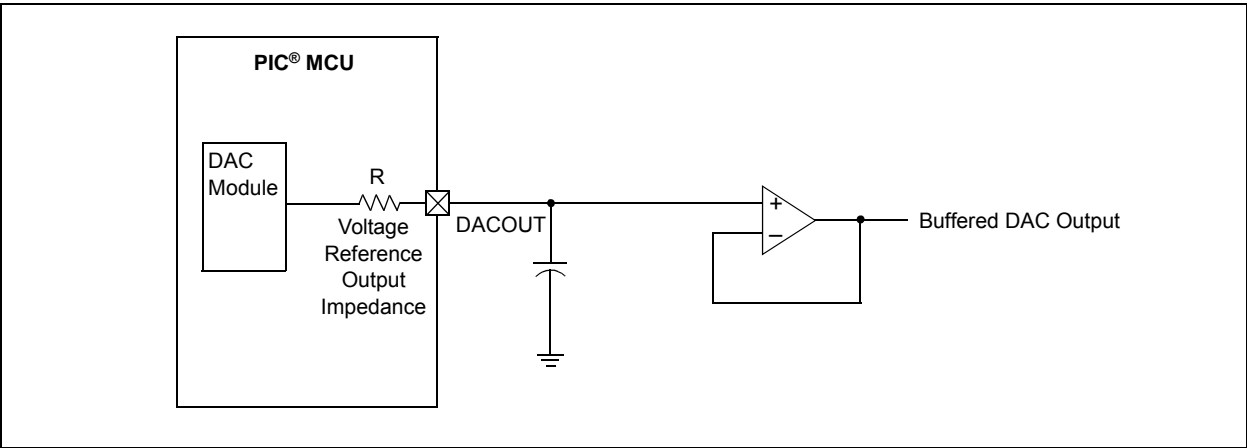 PIC® MCU
DAC
Module
R
Voltage
Reference
Output
Impedance
DACOUT
+
–
Buffered DAC Output